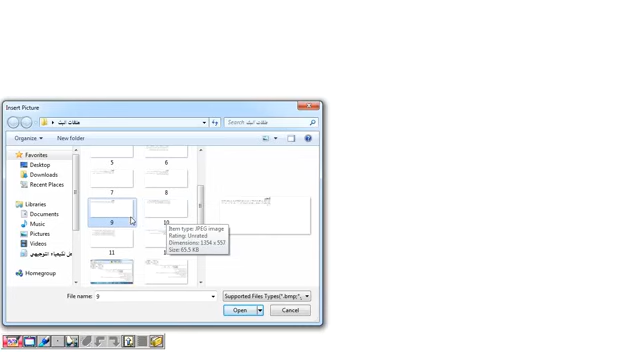 Insert Picture
ملفات البث
Search ملفات البث
Organize
New folder
Favorites
Desktop
Downloads
Recent Places
Libraries
Documents
Music
Pictures
Videos
Homegroup
5
6
7
8
9
10
11
Item type: JPEG image
Rating: Unrated
Dimensions: 1354 x 557
Size: 65.5 KB
File name:
9
Supported Files Types(*.bmp;*.
Open
Cancel